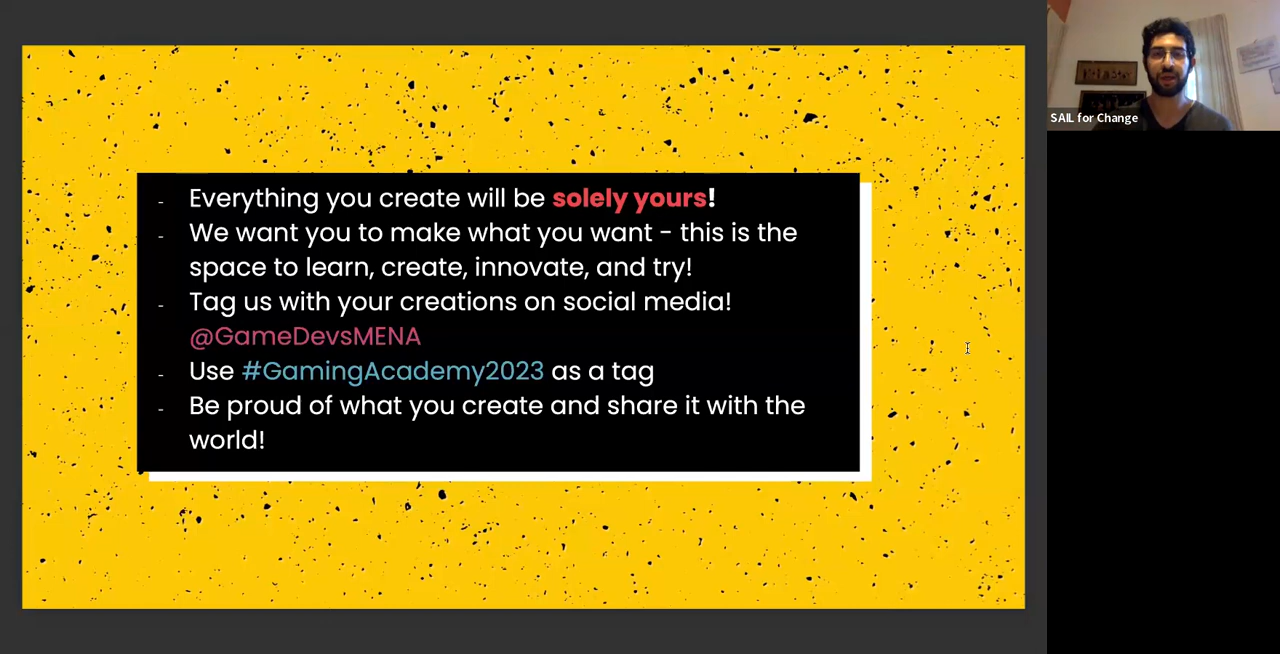 - Everything you create will be solely yours!
- We want you to make what you want - this is the
space to learn, create, innovate, and try!
- Tag us with your creations on social media!
@GameDevsMENA
- Use #GamingAcademy2023 as a tag
- Be proud of what you create and share it with the
world!
SAIL for Change